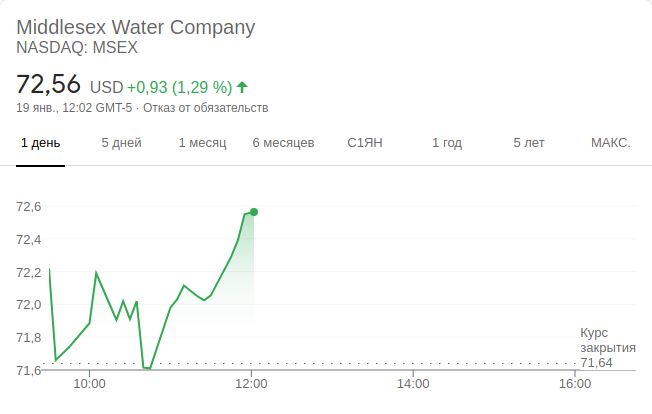 Middlesex Water Company
NASDAQ: MSEX
72,56 USD +0,93 (1,29 %)
19 янв., 12:02 GMT-5 · Отказ от обязательств
1 день 5 дней 1 месяц 6 месяцев С1ЯН 1 год 5 лет МАКС.
72,6
72,4
72,2
72,0
71,8
71,6
Курс
закрытия
71,64
10:00 12:00 14:00 16:00